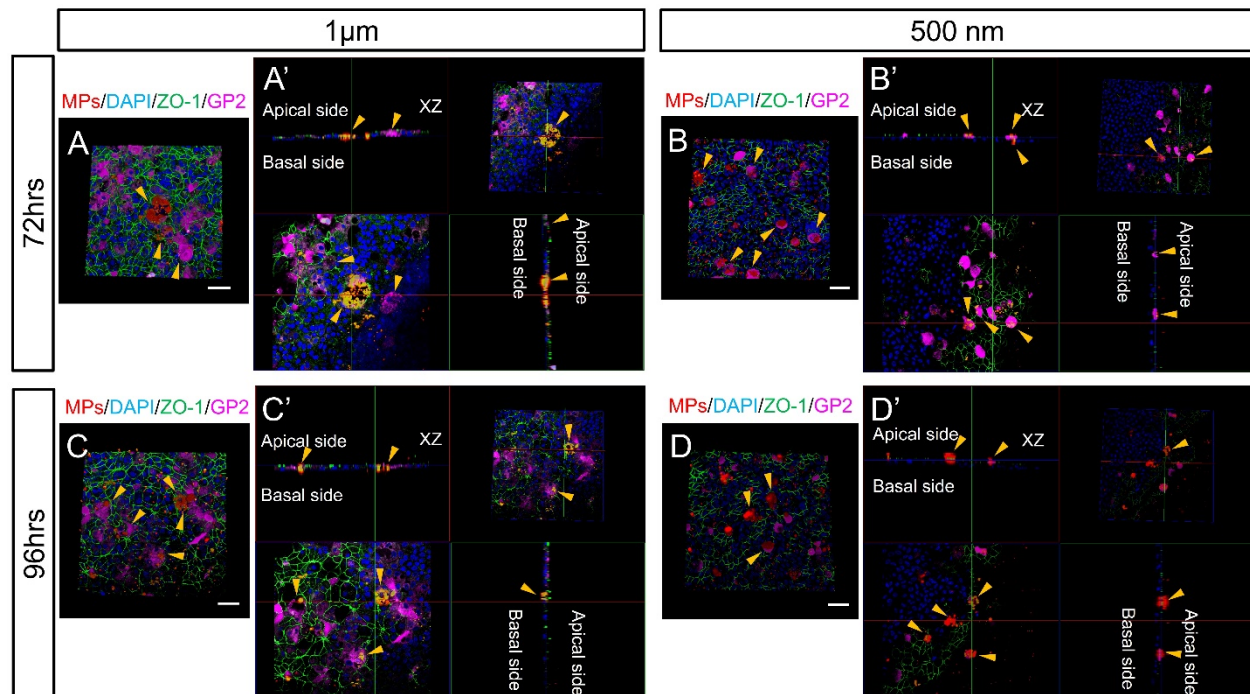 1µm
500 nm
72hrs
MPs/DAPI/ZO-1/GP2
A
A'
Apical side
XZ
Basal side
Basal side
Apical side
MPs/DAPI/ZO-1/GP2
B
B'
Apical side
XZ
Basal side
Basal side
Apical side
96hrs
MPs/DAPI/ZO-1/GP2
C
C'
Apical side
XZ
Basal side
Basal side
Apical side
MPs/DAPI/ZO-1/GP2
D
D'
Apical side
XZ
Basal side
Basal side
Apical side